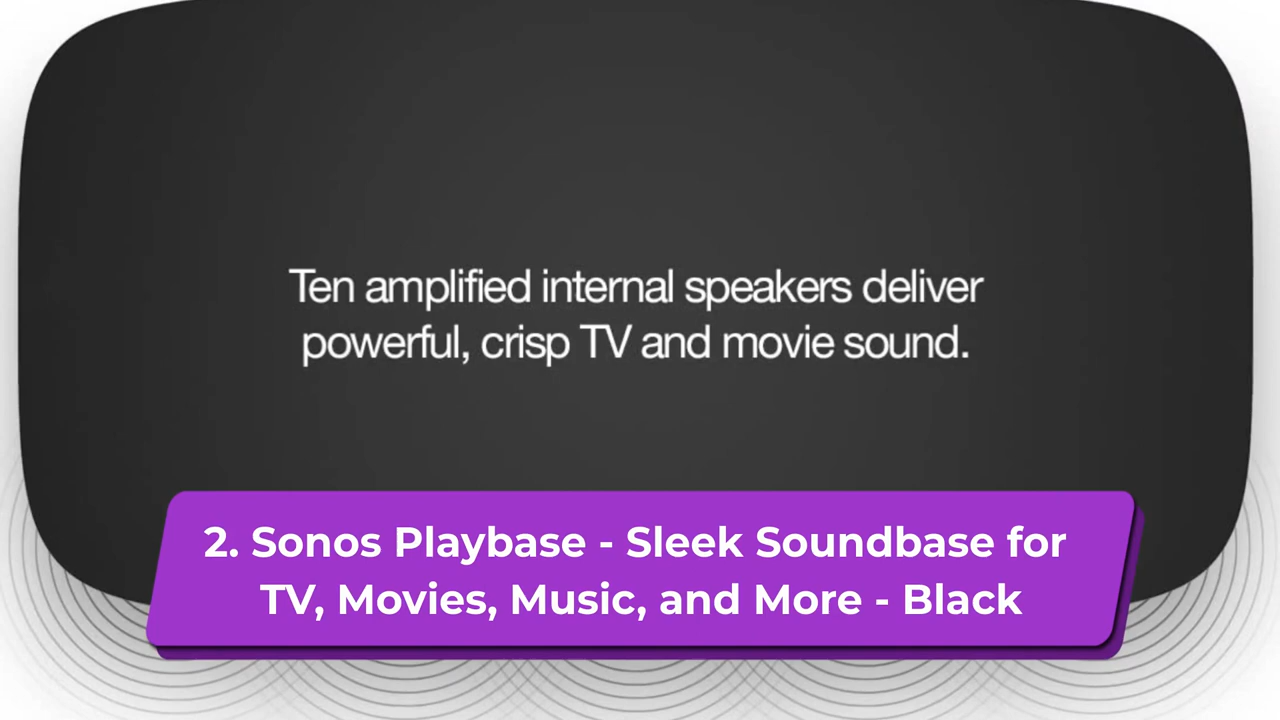 Ten amplified internal speakers deliver
powerful, crisp TV and movie sound.
2. Sonos Playbase - Sleek Soundbase for
TV, Movies, Music, and More - Black